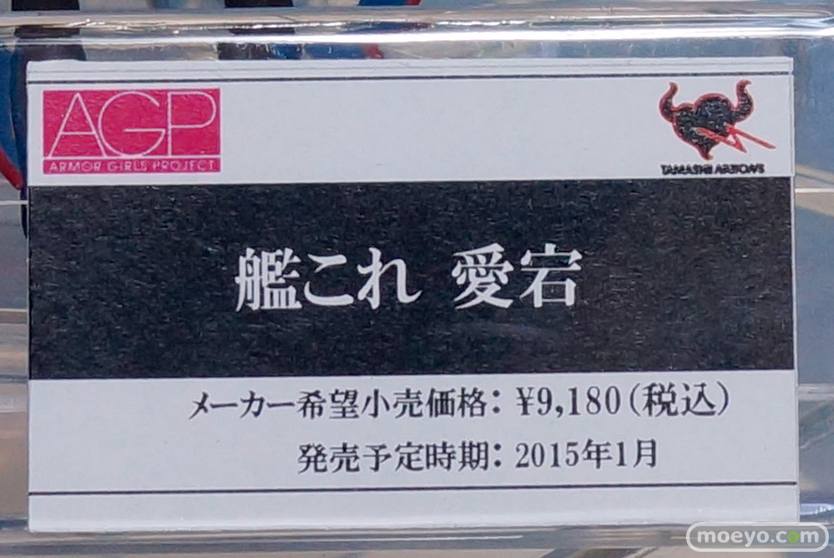 AGP
ARMOR GIRLS PROJECT
艦これ 愛宕
メーカー希望小売価格：¥9,180（税込）
発売予定時期：2015年1月
moeyo.com